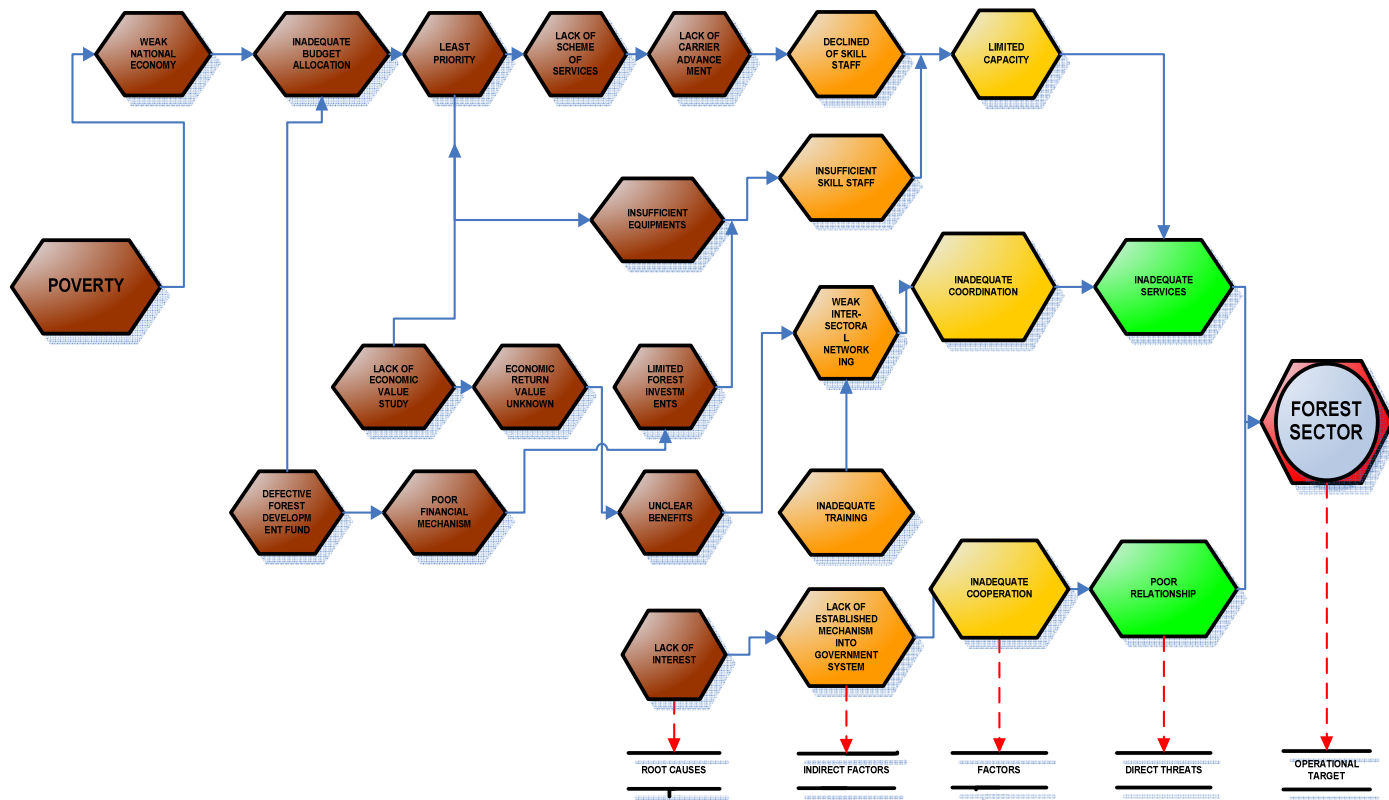 WEAK
NATIONAL
ECONOMY
INADEQUATE
BUDGET
ALLOCATION
LEAST
PRIORITY
LACK OF
SCHEME
OF
SERVICES
LACK OF
CARRIER
ADVANCE
MENT
DECLINED
OF SKILL
STAFF
LIMITED
CAPACITY
INSUFFICIENT
SKILL STAFF
INSUFFICIENT
EQUIPMENTS
POVERTY
INADEQUATE
COORDINATION
INADEQUATE
SERVICES
WEAK
INTER-
SECTORA
L
NETWORK
ING
LACK OF
ECONOMIC
VALUE
STUDY
ECONOMIC
RETURN
VALUE
UNKNOWN
LIMITED
FOREST
INVESTM
ENTS
FOREST
SECTOR
DEFECTIVE
FOREST
DEVELOPM
ENT FUND
POOR
FINANCIAL
MECHANISM
UNCLEAR
BENEFITS
INADEQUATE
TRAINING
INADEQUATE
COOPERATION
POOR
RELATIONSHIP
LACK OF
INTEREST
LACK OF
ESTABLISHED
MECHANISM
INTO
GOVERNMENT
SYSTEM
ROOT CAUSES
INDIRECT FACTORS
FACTORS
DIRECT THREATS
OPERATIONAL
TARGET